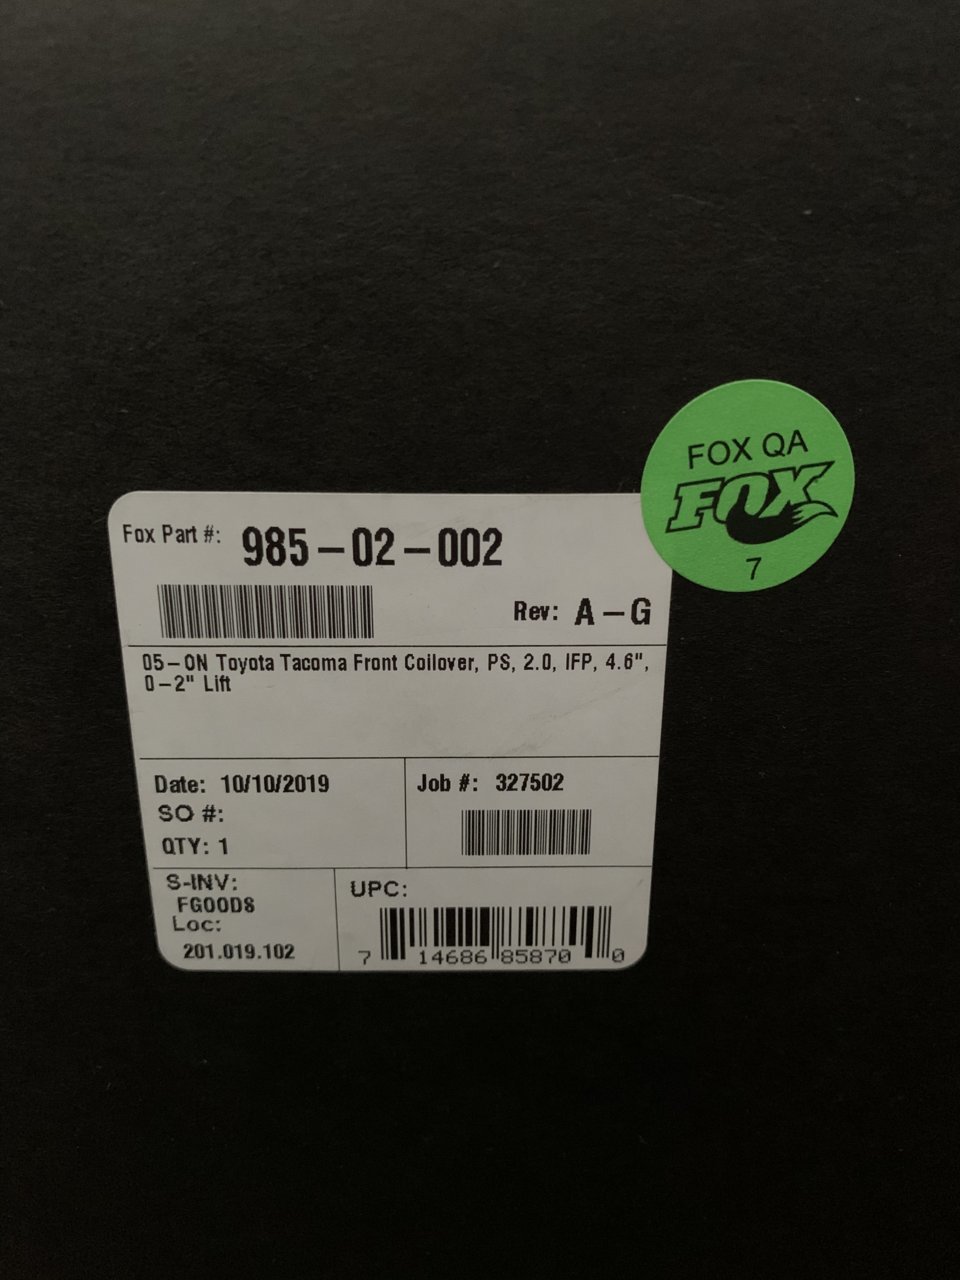 FOX QA
FOX
7
Fox Part #: 985-02-002
Rev: A-G
05-ON Toyota Tacoma Front Coilover, PS, 2.0, IFP, 4.6",
0-2" Lift
Date: 10/10/2019
SO #:
QTY: 1
Job #: 327502
S-INV:
FGOODS
Loc:
201.019.102
UPC:
7 14686 85870 0